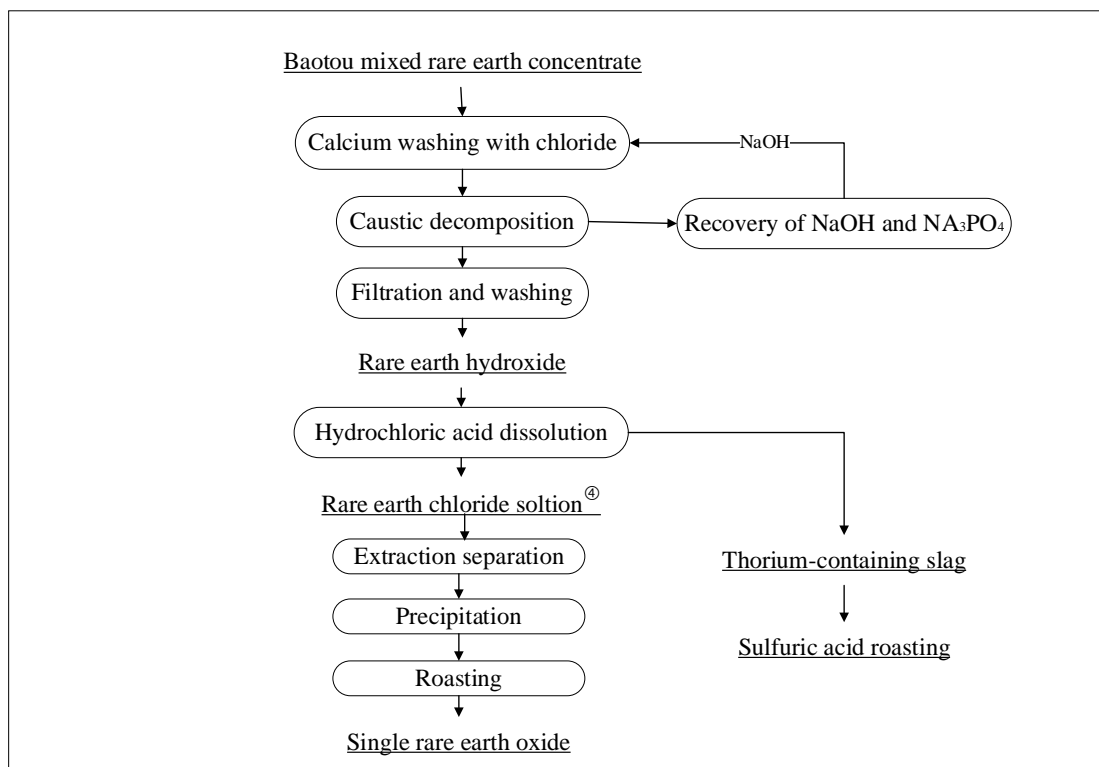 Baotou mixed rare earth concentrate
Calcium washing with chloride
NaOH
Caustic decomposition
Recovery of NaOH and NA₃PO₄
Filtration and washing
Rare earth hydroxide
Hydrochloric acid dissolution
Rare earth chloride soltion④
Extraction separation
Thorium-containing slag
Precipitation
Sulfuric acid roasting
Roasting
Single rare earth oxide